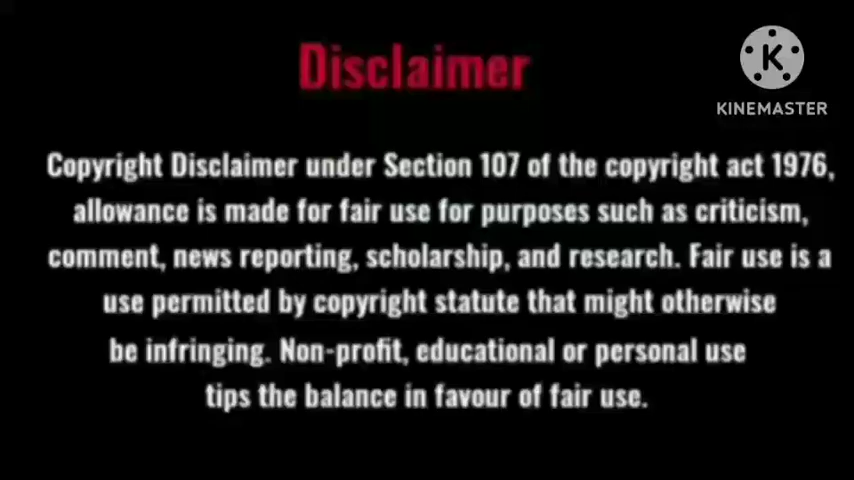 Disclaimer
K
KINEMASTER
Copyright Disclaimer under Section 107 of the copyright act 1976,
allowance is made for fair use for purposes such as criticism,
comment, news reporting, scholarship, and research. Fair use is a
use permitted by copyright statute that might otherwise
be infringing. Non-profit, educational or personal use
tips the balance in favour of fair use.